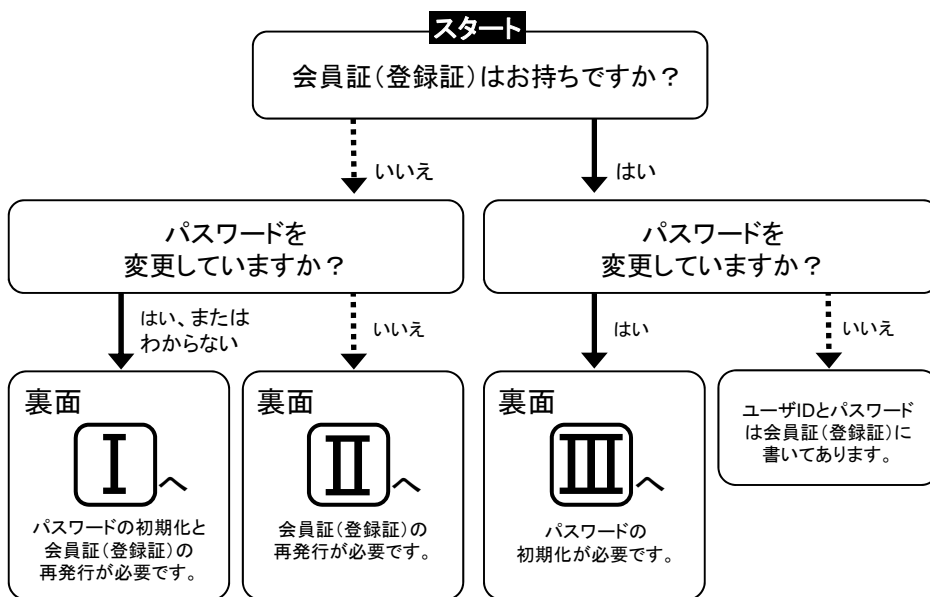 スタート
会員証(登録証)はお持ちですか？
いいえ
はい
パスワードを
変更していますか？
パスワードを
変更していますか？
はい、または
わからない
いいえ
はい
いいえ
裏面
Ⅰへ
パスワードの初期化と
会員証(登録証)の
再発行が必要です。
裏面
Ⅱへ
会員証(登録証)の
再発行が必要です。
裏面
Ⅲへ
パスワードの
初期化が必要です。
ユーザIDとパスワード
は会員証(登録証)に
書いてあります。